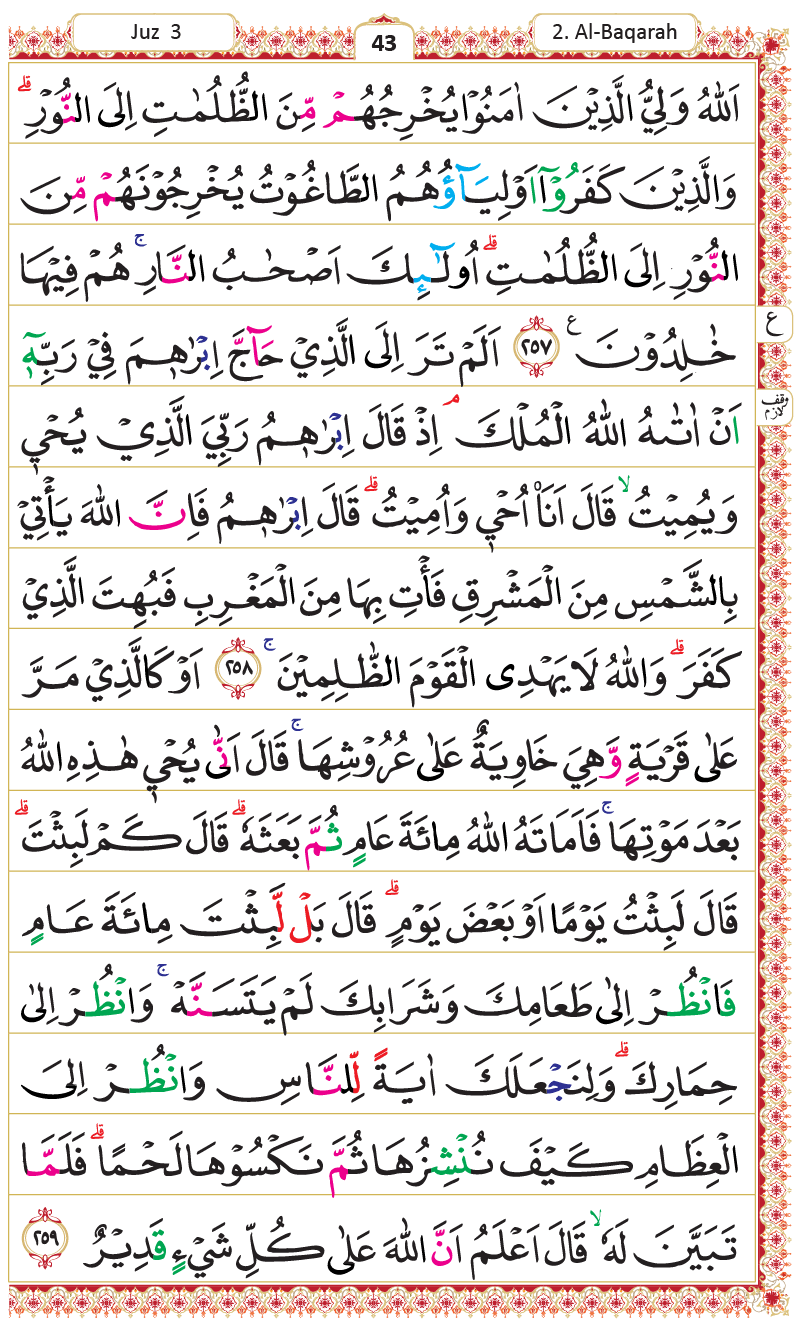 Juz 3
43
2. Al-Baqarah
اَللّٰهُ وَلِيُّ الَّذِيْنَ اٰمَنُوْا يُخْرِجُهُمْ مِّنَ الظُّلُمٰتِ اِلَى النُّوْرِ ۗ
وَالَّذِيْنَ كَفَرُوْٓا اَوْلِيَاۤؤُهُمُ الطَّاغُوْتُ يُخْرِجُوْنَهُمْ مِّنَ
النُّوْرِ اِلَى الظُّلُمٰتِ ۗ اُولٰۤىِٕكَ اَصْحٰبُ النَّارِ ۚ هُمْ فِيْهَا
خٰلِدُوْنَ ࣖ ٢٥٧ اَلَمْ تَرَ اِلَى الَّذِيْ حَاۤجَّ اِبْرٰهٖمَ فِيْ رَبِّهٖٓ
ع
اَنْ اٰتٰىهُ اللّٰهُ الْمُلْكَ ۘ اِذْ قَالَ اِبْرٰهٖمُ رَبِّيَ الَّذِيْ يُحْيٖ
وقف لازم
وَيُمِيْتُ ۙ قَالَ اَنَا۠ اُحْيٖ وَاُمِيْتُ ۗ قَالَ اِبْرٰهٖمُ فَاِنَّ اللّٰهَ يَأْتِيْ
بِالشَّمْسِ مِنَ الْمَشْرِقِ فَأْتِ بِهَا مِنَ الْمَغْرِبِ فَبُهِتَ الَّذِيْ
كَفَرَ ۗ وَاللّٰهُ لَا يَهْدِى الْقَوْمَ الظّٰلِمِيْنَ ۚ ٢٥٨ اَوْ كَالَّذِيْ مَرَّ
عَلٰى قَرْيَةٍ وَّهِيَ خَاوِيَةٌ عَلٰى عُرُوْشِهَا ۚ قَالَ اَنّٰى يُحْيٖ هٰذِهِ اللّٰهُ
بَعْدَ مَوْتِهَا ۚ فَاَمَاتَهُ اللّٰهُ مِائَةَ عَامٍ ثُمَّ بَعَثَهٗ ۗ قَالَ كَمْ لَبِثْتَ ۗ
قَالَ لَبِثْتُ يَوْمًا اَوْ بَعْضَ يَوْمٍ ۗ قَالَ بَلْ لَّبِثْتَ مِائَةَ عَامٍ
فَانْظُرْ اِلٰى طَعَامِكَ وَشَرَابِكَ لَمْ يَتَسَنَّهْ ۚ وَانْظُرْ اِلٰى
حِمَارِكَ ۗ وَلِنَجْعَلَكَ اٰيَةً لِّلنَّاسِ وَانْظُرْ اِلَى
الْعِظَامِ كَيْفَ نُنْشِزُهَا ثُمَّ نَكْسُوْهَا لَحْمًا ۗ فَلَمَّا
تَبَيَّنَ لَهٗ ۙ قَالَ اَعْلَمُ اَنَّ اللّٰهَ عَلٰى كُلِّ شَيْءٍ قَدِيْرٌ ٢٥٩